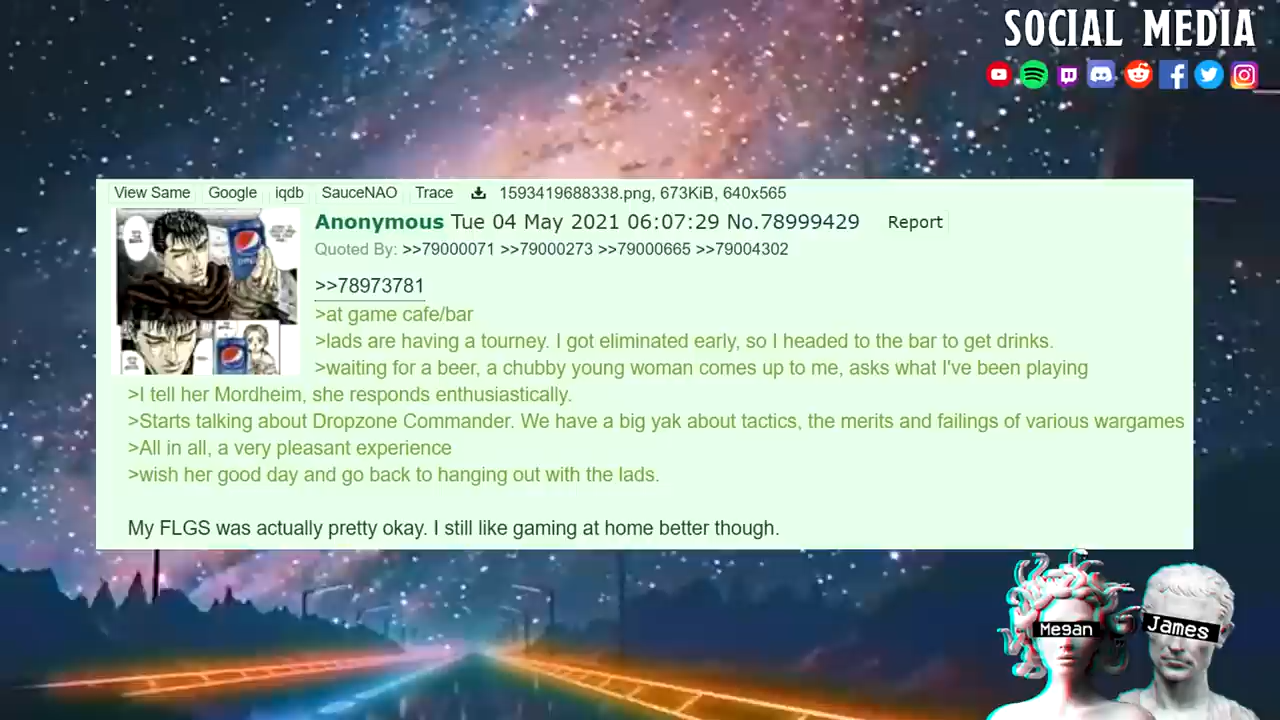 SOCIAL MEDIA
View Same Google iqdb SauceNAO Trace 1593419688338.png, 673KiB, 640x565
Anonymous Tue 04 May 2021 06:07:29 No.78999429 Report
Quoted By: >>79000071 >>79000273 >>79000665 >>79004302
>>78973781
>at game cafe/bar
>lads are having a tourney. I got eliminated early, so I headed to the bar to get drinks.
>waiting for a beer, a chubby young woman comes up to me, asks what I've been playing
>I tell her Mordheim, she responds enthusiastically.
>Starts talking about Dropzone Commander. We have a big yak about tactics, the merits and failings of various wargames
>All in all, a very pleasant experience
>wish her good day and go back to hanging out with the lads.
My FLGS was actually pretty okay. I still like gaming at home better though.
Megan
James